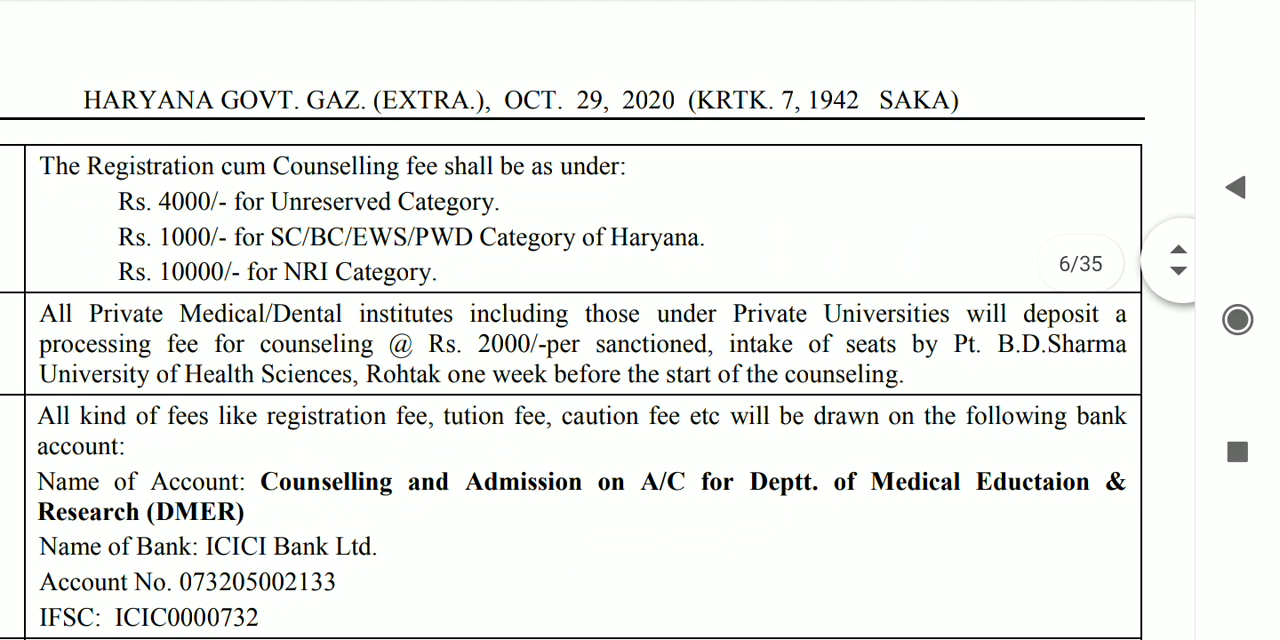 HARYANA GOVT. GAZ. (EXTRA.), OCT. 29, 2020 (KRTK. 7, 1942 SAKA)
The Registration cum Counselling fee shall be as under:
Rs. 4000/- for Unreserved Category.
Rs. 1000/- for SC/BC/EWS/PWD Category of Haryana.
Rs. 10000/- for NRI Category.
6/35
All Private Medical/Dental institutes including those under Private Universities will deposit a
processing fee for counseling @ Rs. 2000/-per sanctioned, intake of seats by Pt. B.D.Sharma
University of Health Sciences, Rohtak one week before the start of the counseling.
All kind of fees like registration fee, tution fee, caution fee etc will be drawn on the following bank
account:
Name of Account: Counselling and Admission on A/C for Deptt. of Medical Eductaion &
Research (DMER)
Name of Bank: ICICI Bank Ltd.
Account No. 073205002133
IFSC: ICIC0000732